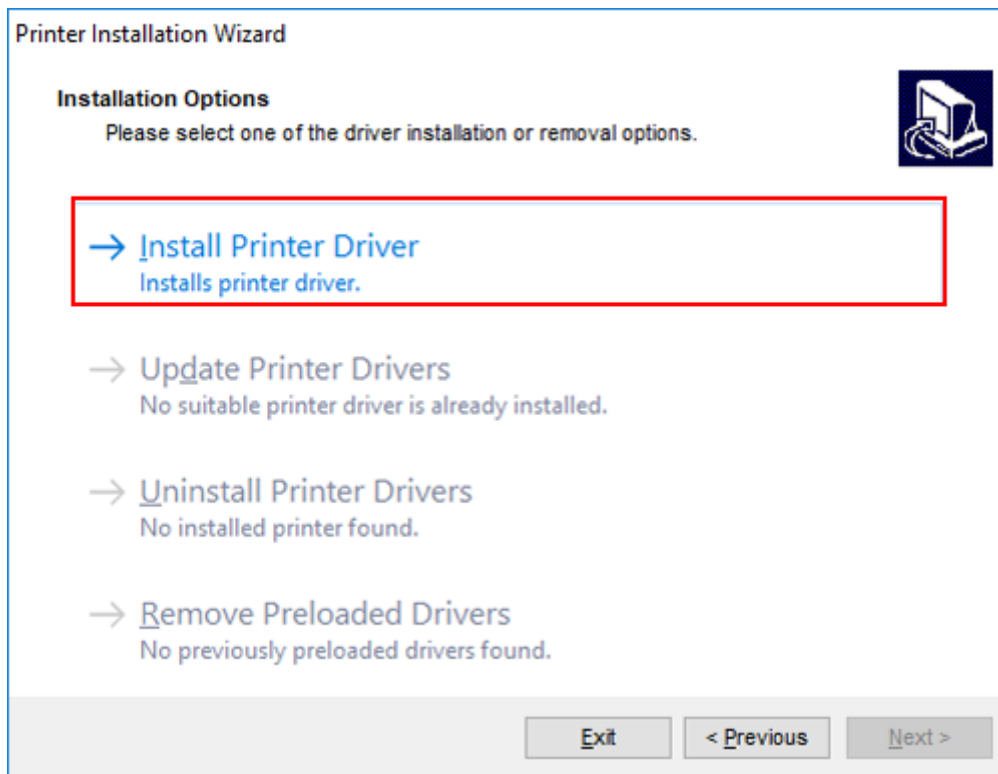 Printer Installation Wizard
Installation Options
Please select one of the driver installation or removal options.
Install Printer Driver
Installs printer driver.
Update Printer Drivers
No suitable printer driver is already installed.
Uninstall Printer Drivers
No installed printer found.
Remove Preloaded Drivers
No previously preloaded drivers found.
Exit
< Previous
Next >